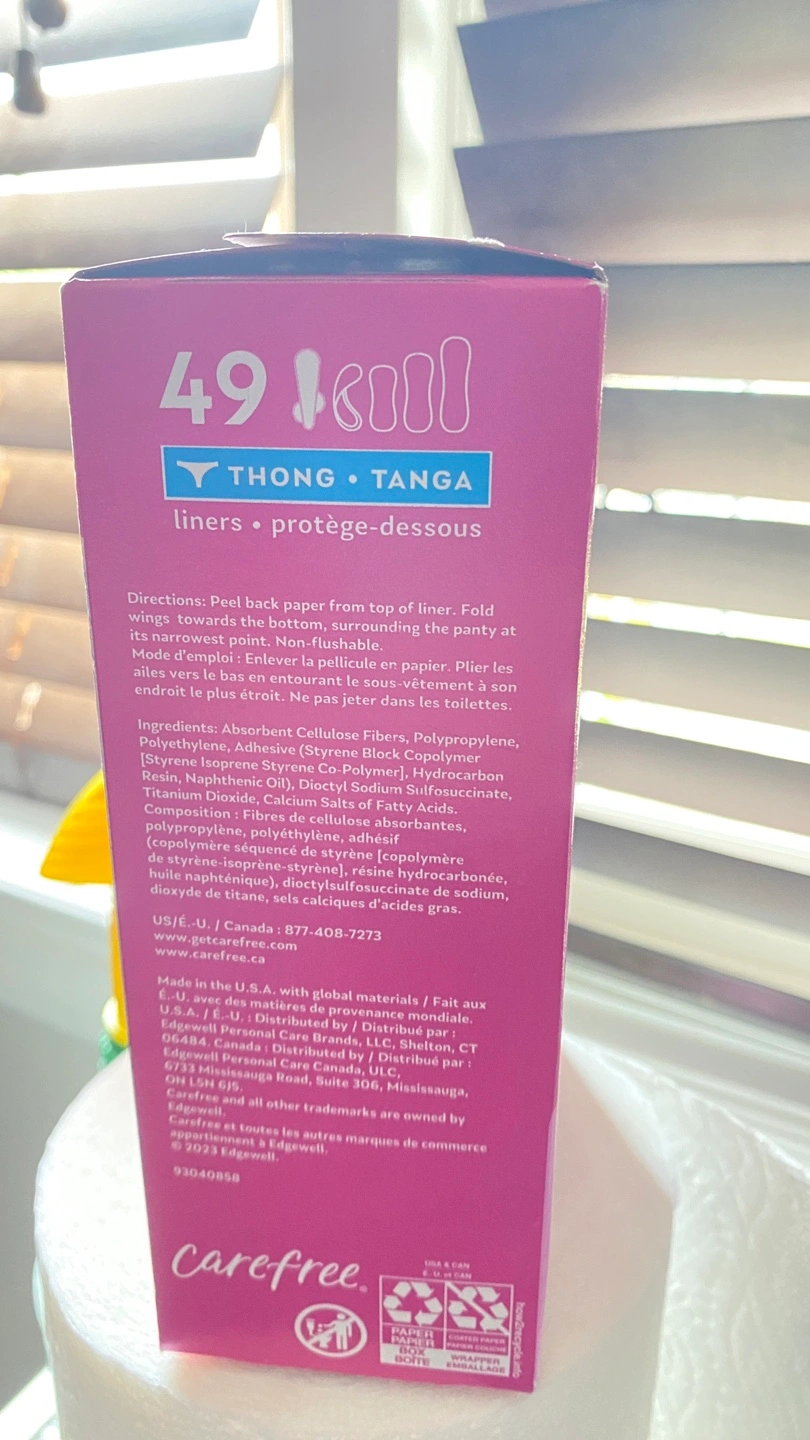 49
THONG • TANGA
liners • protège-dessous
Directions: Peel back paper from top of liner. Fold
wings towards the bottom, surrounding the panty at
its narrowest point. Non-flushable.
Mode d'emploi : Enlever la pellicule en papier. Plier les
ailes vers le bas en entourant le sous-vêtement à son
endroit le plus étroit. Ne pas jeter dans les toilettes.
Ingredients: Absorbent Cellulose Fibers, Polypropylene,
Polyethylene, Adhesive (Styrene Block Copolymer
[Styrene Isoprene Styrene Co-Polymer], Hydrocarbon
Resin, Naphthenic Oil), Dioctyl Sodium Sulfosuccinate,
Titanium Dioxide, Calcium Salts of Fatty Acids.
Composition : Fibres de cellulose absorbantes,
polypropylène, polyéthylène, adhésif
(copolymère séquencé de styrène [copolymère
de styrène-isoprène-styrène], résine hydrocarbonée,
huile naphténique), dioctylsulfosuccinate de sodium,
dioxyde de titane, sels calciques d'acides gras.
US/É.-U. / Canada : 877-408-7273
www.getcarefree.com
www.carefree.ca
Made in the U.S.A. with global materials / Fait aux
É.-U. avec des matières de provenance mondiale.
U.S.A. / É.-U. : Distributed by / Distribué par :
Edgewell Personal Care Brands, LLC, Shelton, CT
06484. Canada : Distributed by / Distribué par :
Edgewell Personal Care Canada, ULC,
6733 Mississauga Road, Suite 306, Mississauga,
ON L5N 6J5.
Carefree and all other trademarks are owned by
Edgewell.
Carefree et toutes les autres marques de commerce
appartiennent à Edgewell.
© 2023 Edgewell.
93040858
carefree®
USA & CAN
É.-U. et CAN
PAPER
PAPIER
BOX
BOÎTE
COATED PAPER
PAPIER COUCHÉ
WRAPPER
EMBALLAGE
how2recycle.info